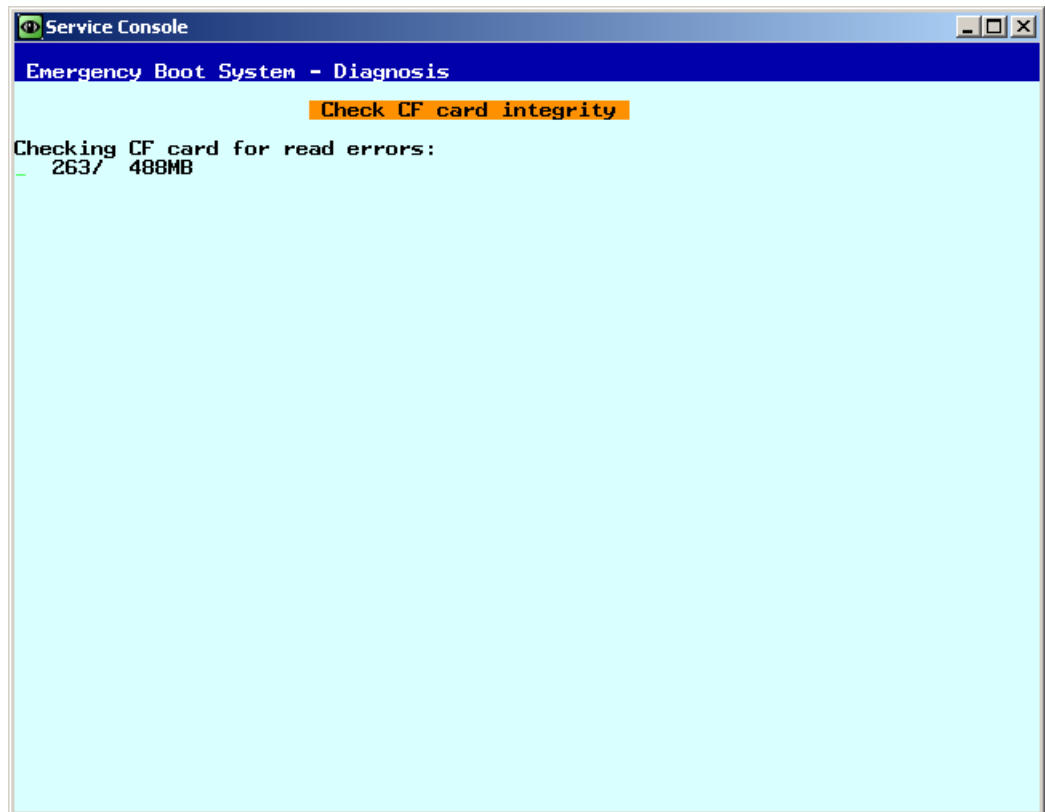 Service Console
Emergency Boot System - Diagnosis
Check CF card integrity
Checking CF card for read errors:
_  263/  488MB